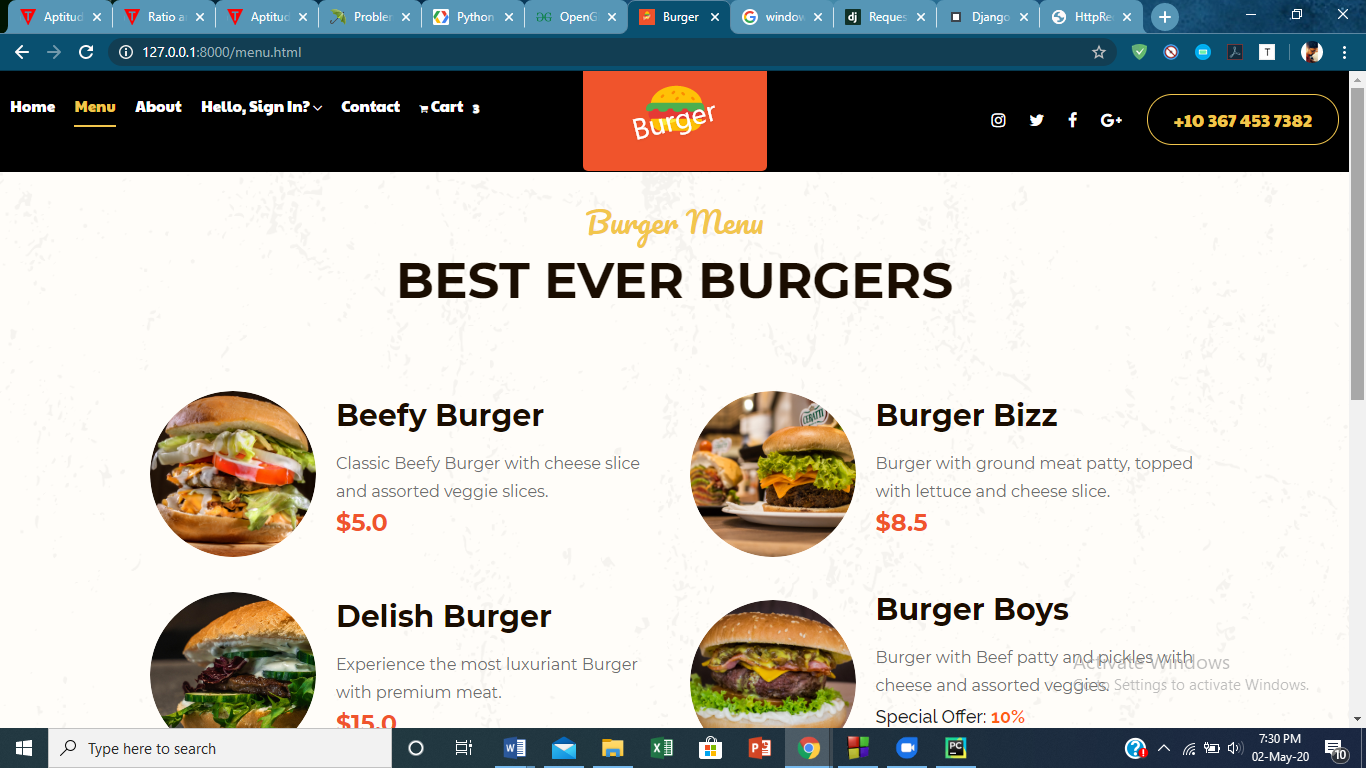 Aptitud
Ratio a
Aptitud
Problem
Python
OpenG
Burger
window
Reques
Django
HttpRe
127.0.0.1:8000/menu.html
Home Menu About Hello, Sign In? Contact Cart 3
Burger
+10 367 453 7382
Burger Menu
BEST EVER BURGERS
Beefy Burger
Classic Beefy Burger with cheese slice
and assorted veggie slices.
$5.0
Burger Bizz
Burger with ground meat patty, topped
with lettuce and cheese slice.
$8.5
Delish Burger
Experience the most luxuriant Burger
with premium meat.
$15.0
Burger Boys
Burger with Beef patty and pickles with
cheese and assorted veggies.
Special Offer: 10%
Activate Windows
Go to Settings to activate Windows.
Type here to search
7:30 PM
02-May-20
10